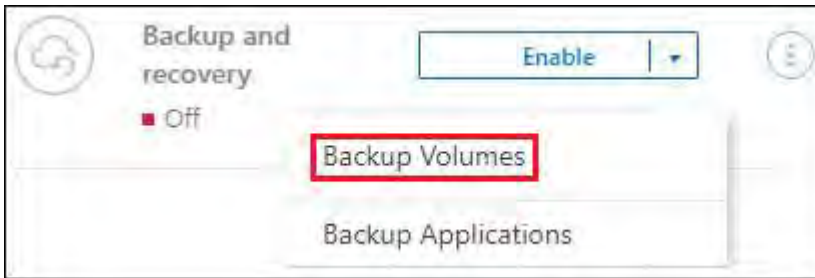 Backup and
recovery
Enable
Off
Backup Volumes
Backup Applications